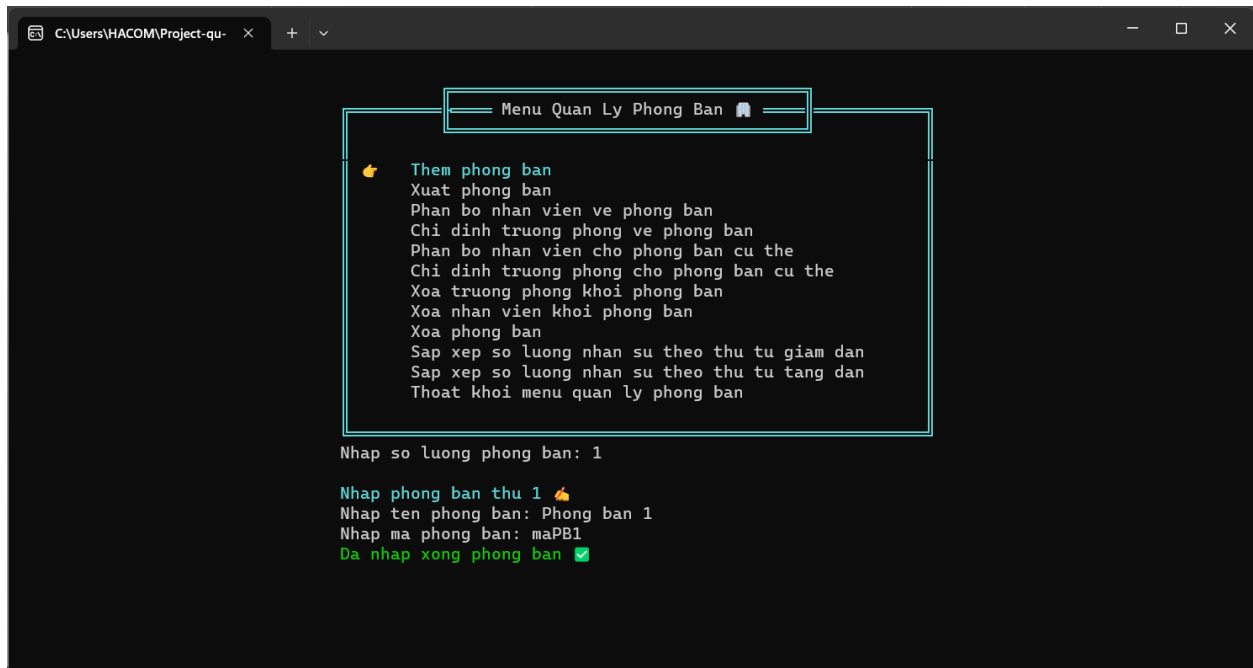 C:\Users\HACOM\Project-qu-
Menu Quan Ly Phong Ban 🏢
👉 Them phong ban
Xuat phong ban
Phan bo nhan vien ve phong ban
Chi dinh truong phong ve phong ban
Phan bo nhan vien cho phong ban cu the
Chi dinh truong phong cho phong ban cu the
Xoa truong phong khoi phong ban
Xoa nhan vien khoi phong ban
Xoa phong ban
Sap xep so luong nhan su theo thu tu giam dan
Sap xep so luong nhan su theo thu tu tang dan
Thoat khoi menu quan ly phong ban
Nhap so luong phong ban: 1
Nhap phong ban thu 1 ✍
Nhap ten phong ban: Phong ban 1
Nhap ma phong ban: maPB1
Da nhap xong phong ban ✅